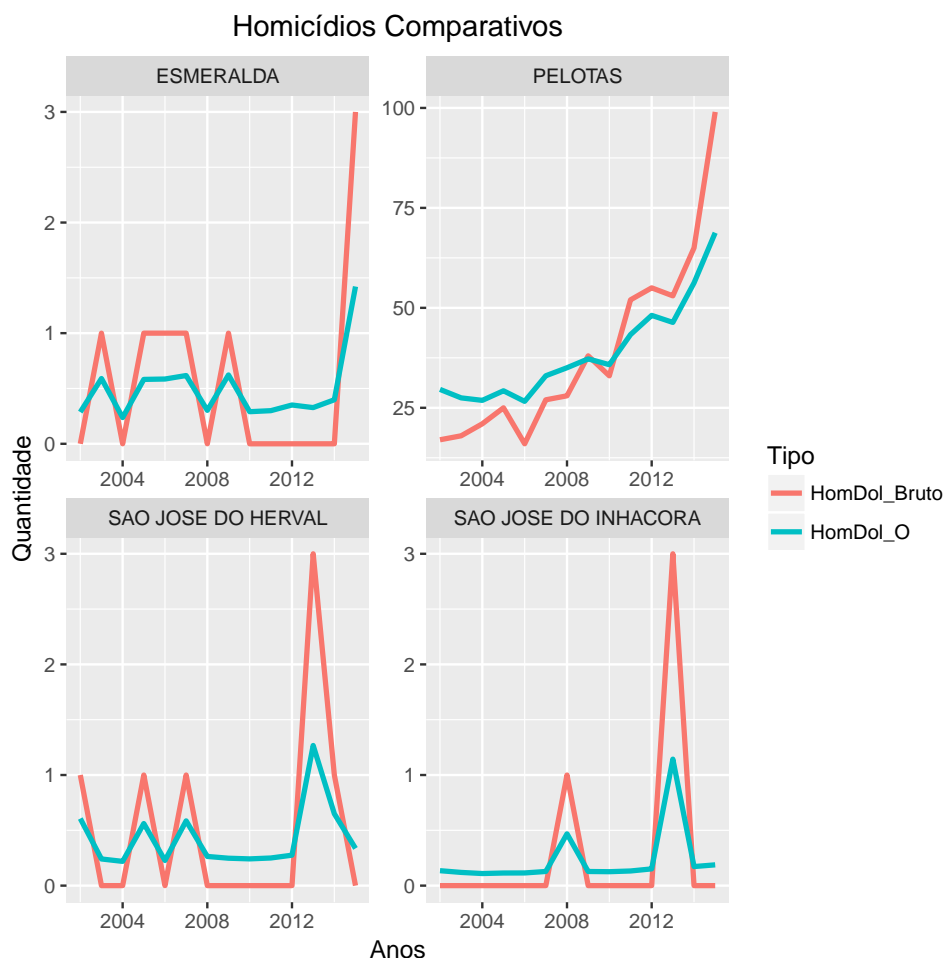 Homicídios Comparativos
ESMERALDA
PELOTAS
3
2
1
0
2004 2008 2012
100
75
50
25
2004 2008 2012
SAO JOSE DO HERVAL
SAO JOSE DO INHACORA
3
2
1
0
2004 2008 2012
3
2
1
0
2004 2008 2012
Quantidade
Anos
Tipo
HomDol_Bruto
HomDol_O